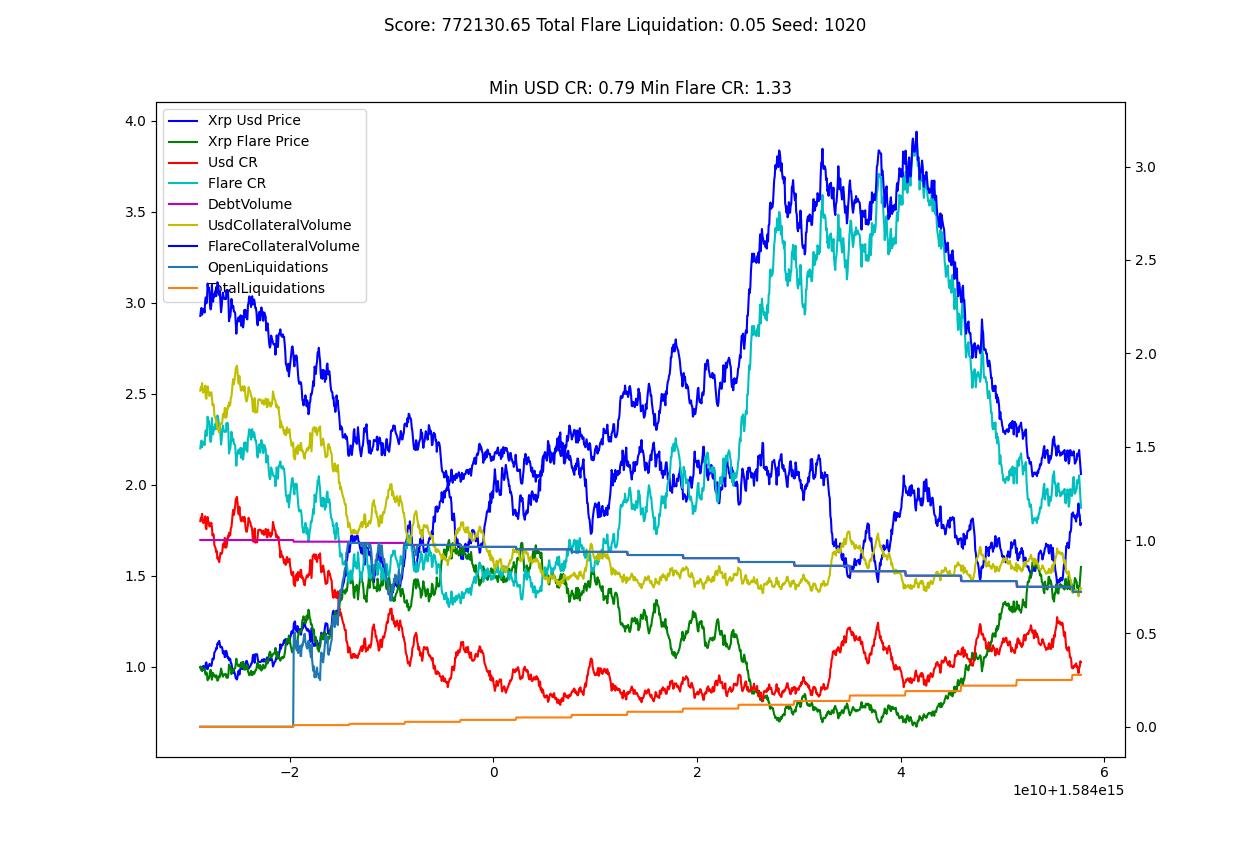 Score: 772130.65 Total Flare Liquidation: 0.05 Seed: 1020
Min USD CR: 0.79 Min Flare CR: 1.33
Xrp Usd Price
Xrp Flare Price
Usd CR
Flare CR
DebtVolume
UsdCollateralVolume
FlareCollateralVolume
OpenLiquidations
TotalLiquidations
4.0
3.5
3.0
2.5
2.0
1.5
1.0
3.0
2.5
2.0
1.5
1.0
0.5
0.0
−2
0
2
4
6
1e10+1.584e15